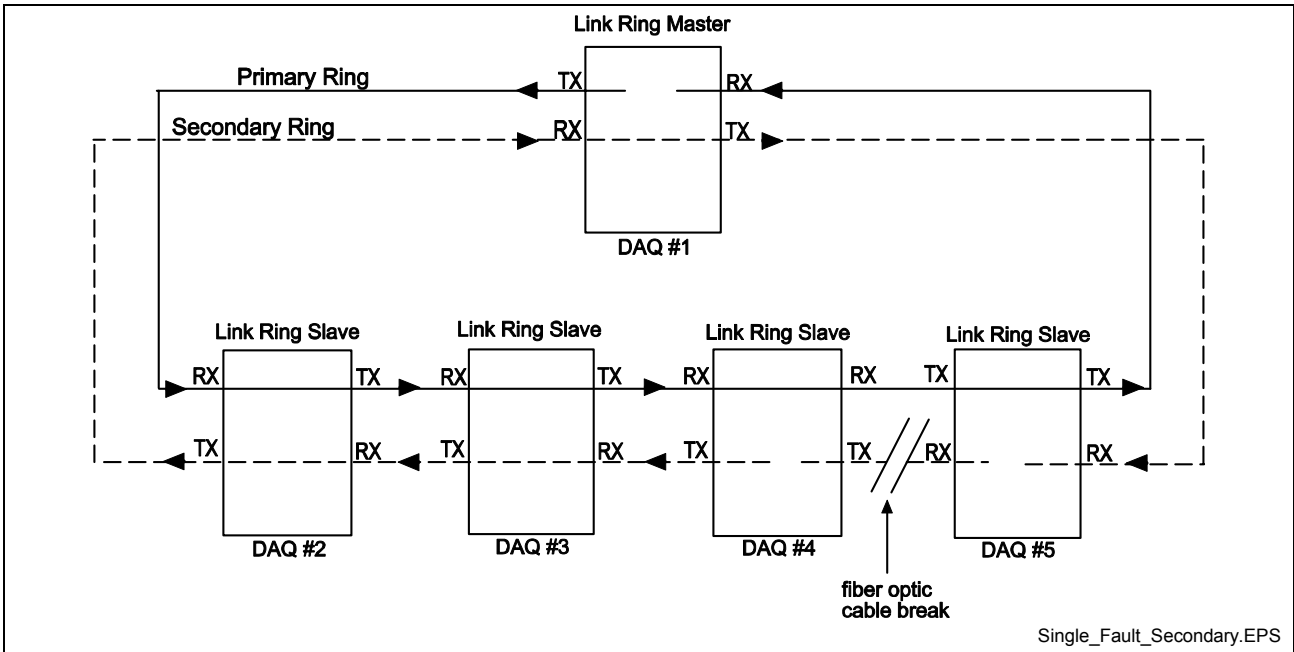 Link Ring Master
Primary Ring
TX
RX
Secondary Ring
RX
TX
DAQ #1
Link Ring Slave
Link Ring Slave
Link Ring Slave
Link Ring Slave
RX
TX
RX
TX
RX
RX
TX
TX
TX
RX
TX
RX
TX
TX
RX
RX
DAQ #2
DAQ #3
DAQ #4
DAQ #5
fiber optic
cable break
Single_Fault_Secondary.EPS